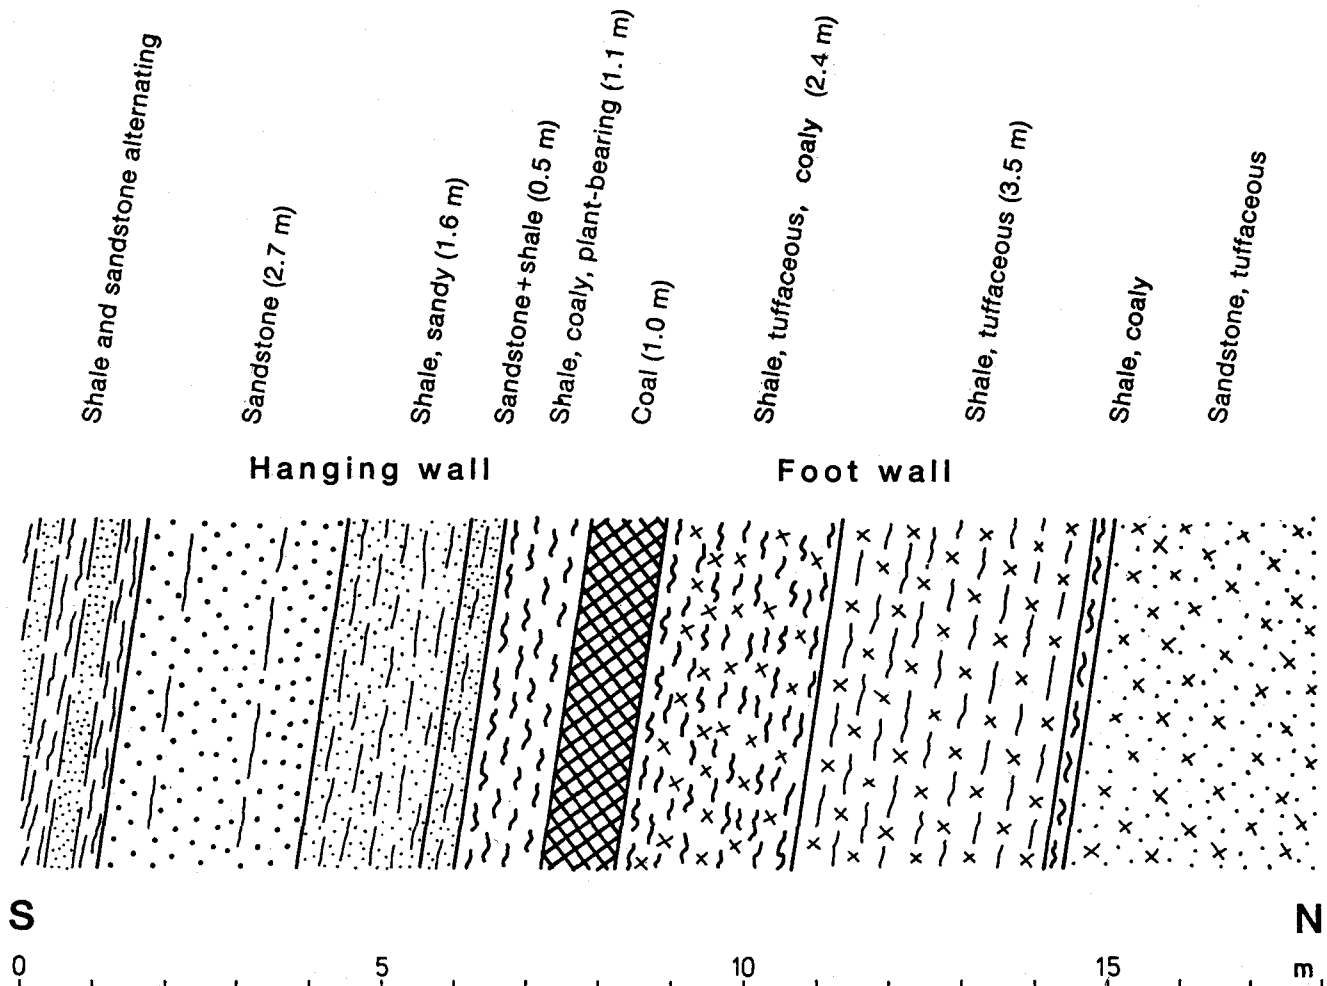 Shale and sandstone alternating
Sandstone (2.7 m)
Shale, sandy (1.6 m)
Sandstone+shale (0.5 m)
Shale, coaly, plant-bearing (1.1 m)
Coal (1.0 m)
Shale, tuffaceous, coaly (2.4 m)
Shale, tuffaceous (3.5 m)
Shale, coaly
Sandstone, tuffaceous
Hanging wall
Foot wall
S
N
0
5
10
15
m